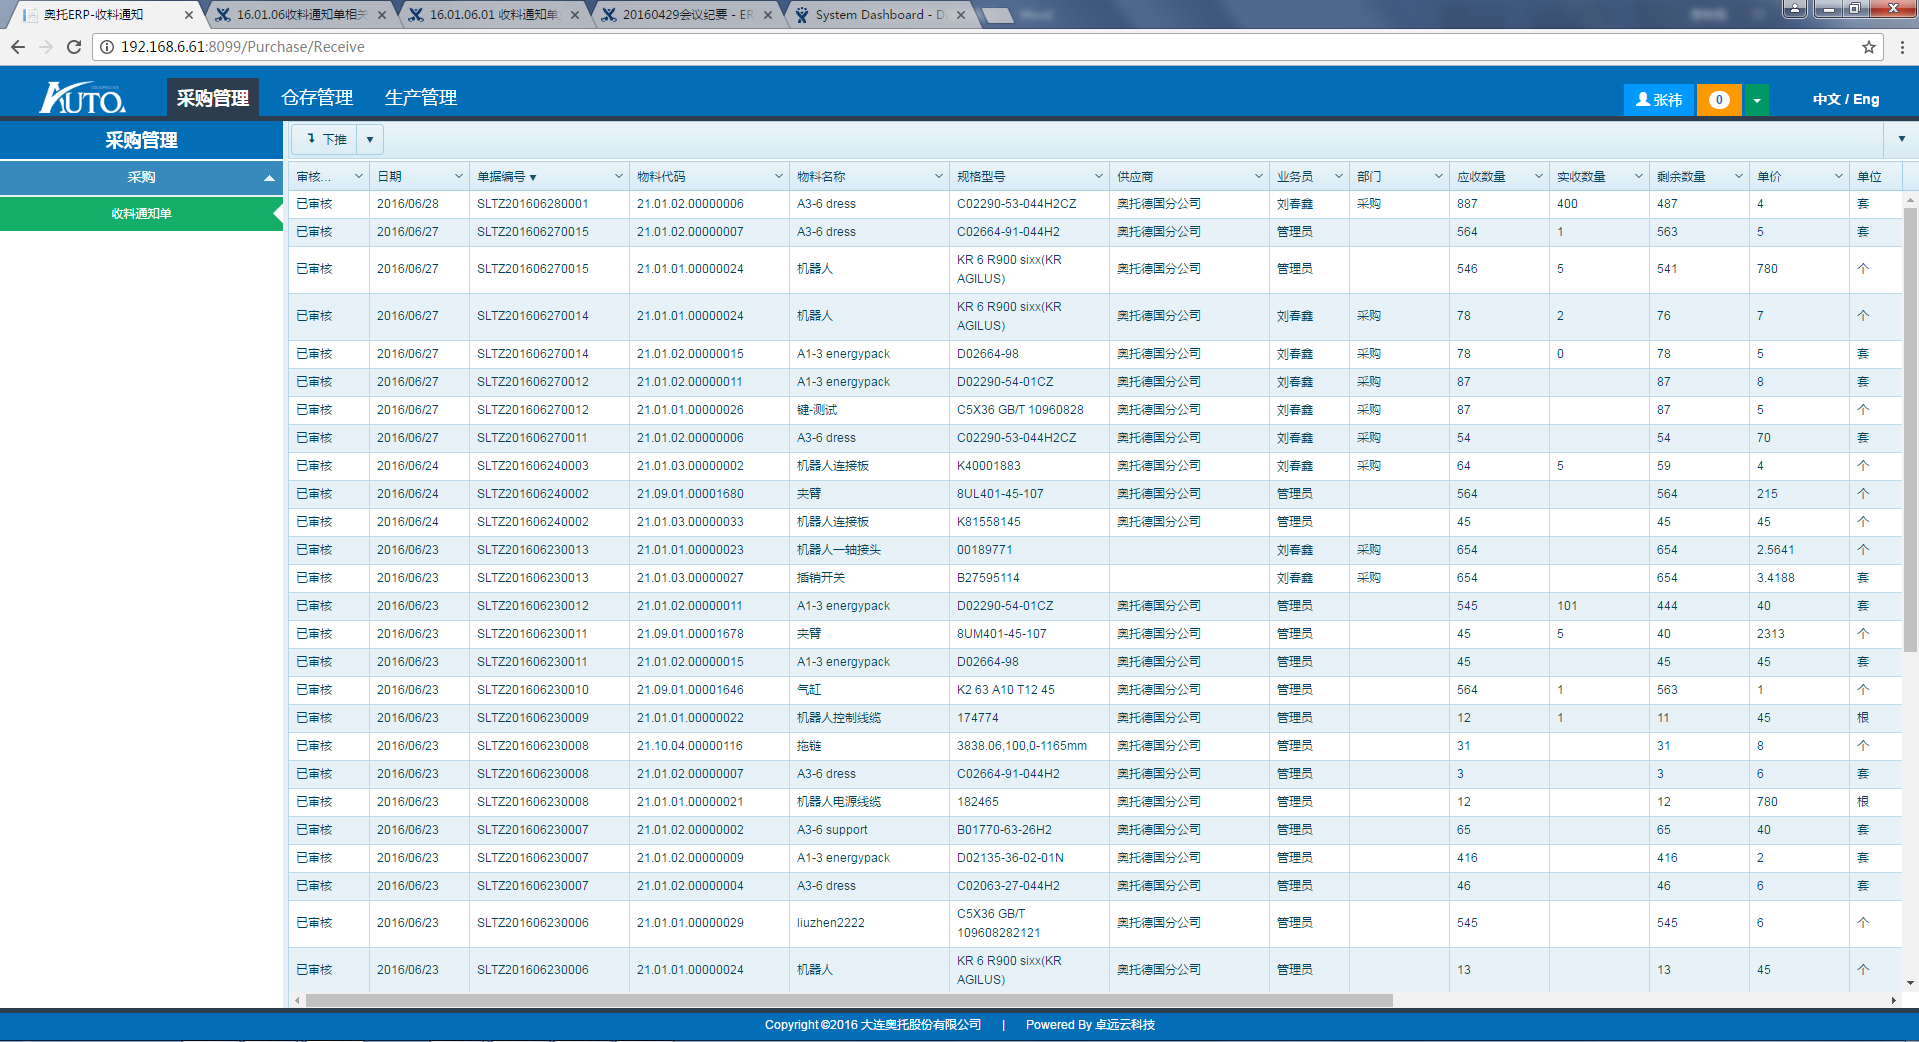 奥托ERP-收料通知
16.01.06收料通知单相关
16.01.06.01 收料通知单
20160429会议纪要 - ER
System Dashboard - D
192.168.6.61:8099/Purchase/Receive
AUTO. 采购管理 仓存管理 生产管理 张祎 0 中文 / Eng
采购管理
采购
收料通知单
下推
审核... 日期 单据编号 物料代码 物料名称 规格型号 供应商 业务员 部门 应收数量 实收数量 剩余数量 单价 单位
已审核 2016/06/28 SLTZ201606280001 21.01.02.00000006 A3-6 dress C02290-53-044H2CZ 奥托德国分公司 刘春鑫 采购 887 400 487 4 套
已审核 2016/06/27 SLTZ201606270015 21.01.02.00000007 A3-6 dress C02664-91-044H2 奥托德国分公司 管理员 564 1 563 5 套
已审核 2016/06/27 SLTZ201606270015 21.01.01.00000024 机器人 KR 6 R900 sixx(KR AGILUS) 奥托德国分公司 管理员 546 5 541 780 个
已审核 2016/06/27 SLTZ201606270014 21.01.01.00000024 机器人 KR 6 R900 sixx(KR AGILUS) 奥托德国分公司 刘春鑫 采购 78 2 76 7 个
已审核 2016/06/27 SLTZ201606270014 21.01.02.00000015 A1-3 energypack D02664-98 奥托德国分公司 刘春鑫 采购 78 0 78 5 套
已审核 2016/06/27 SLTZ201606270012 21.01.02.00000011 A1-3 energypack D02290-54-01CZ 奥托德国分公司 刘春鑫 采购 87 87 8 套
已审核 2016/06/27 SLTZ201606270012 21.01.01.00000026 键-测试 C5X36 GB/T 10960828 奥托德国分公司 刘春鑫 采购 87 87 5 个
已审核 2016/06/27 SLTZ201606270011 21.01.02.00000006 A3-6 dress C02290-53-044H2CZ 奥托德国分公司 刘春鑫 采购 54 54 70 套
已审核 2016/06/24 SLTZ201606240003 21.01.03.00000002 机器人连接板 K40001883 奥托德国分公司 刘春鑫 采购 64 5 59 4 个
已审核 2016/06/24 SLTZ201606240002 21.09.01.00001680 夹臂 8UL401-45-107 奥托德国分公司 管理员 564 564 215 个
已审核 2016/06/24 SLTZ201606240002 21.01.03.00000033 机器人连接板 K81558145 奥托德国分公司 管理员 45 45 45 个
已审核 2016/06/23 SLTZ201606230013 21.01.01.00000023 机器人一轴接头 00189771 刘春鑫 采购 654 654 2.5641 个
已审核 2016/06/23 SLTZ201606230013 21.01.03.00000027 插销开关 B27595114 刘春鑫 采购 654 654 3.4188 套
已审核 2016/06/23 SLTZ201606230012 21.01.02.00000011 A1-3 energypack D02290-54-01CZ 奥托德国分公司 管理员 545 101 444 40 套
已审核 2016/06/23 SLTZ201606230011 21.09.01.00001678 夹臂 8UM401-45-107 奥托德国分公司 管理员 45 5 40 2313 个
已审核 2016/06/23 SLTZ201606230011 21.01.02.00000015 A1-3 energypack D02664-98 奥托德国分公司 管理员 45 45 45 套
已审核 2016/06/23 SLTZ201606230010 21.09.01.00001646 气缸 K2 63 A10 T12 45 奥托德国分公司 管理员 564 1 563 1 个
已审核 2016/06/23 SLTZ201606230009 21.01.01.00000022 机器人控制线缆 174774 奥托德国分公司 管理员 12 1 11 45 根
已审核 2016/06/23 SLTZ201606230008 21.10.04.00000116 拖链 3838.06,100,0-1165mm 奥托德国分公司 管理员 31 31 8 个
已审核 2016/06/23 SLTZ201606230008 21.01.02.00000007 A3-6 dress C02664-91-044H2 奥托德国分公司 管理员 3 3 6 套
已审核 2016/06/23 SLTZ201606230008 21.01.01.00000021 机器人电源线缆 182465 奥托德国分公司 管理员 12 12 780 根
已审核 2016/06/23 SLTZ201606230007 21.01.02.00000002 A3-6 support B01770-63-26H2 奥托德国分公司 管理员 65 65 40 套
已审核 2016/06/23 SLTZ201606230007 21.01.02.00000009 A1-3 energypack D02135-36-02-01N 奥托德国分公司 管理员 416 416 2 套
已审核 2016/06/23 SLTZ201606230007 21.01.02.00000004 A3-6 dress C02063-27-044H2 奥托德国分公司 管理员 46 46 6 套
已审核 2016/06/23 SLTZ201606230006 21.01.01.00000029 liuzhen2222 C5X36 GB/T 109608282121 奥托德国分公司 管理员 545 545 6 个
已审核 2016/06/23 SLTZ201606230006 21.01.01.00000024 机器人 KR 6 R900 sixx(KR AGILUS) 奥托德国分公司 管理员 13 13 45 个
Copyright ©2016 大连奥托股份有限公司 | Powered By 卓远云科技